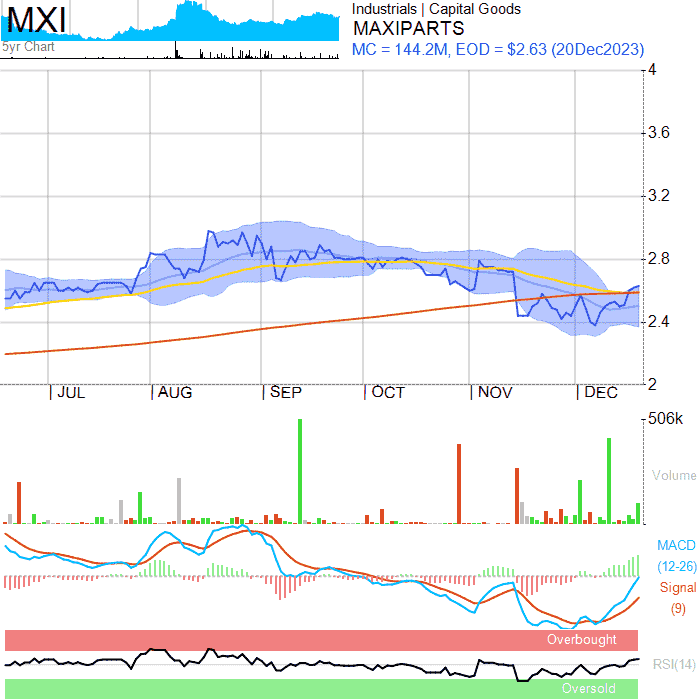 MXI
5yr Chart
Industrials | Capital Goods
MAXIPARTS
MC = 144.2M, EOD = $2.63 (20Dec2023)
4
3.6
3.2
2.8
2.4
2
JUL AUG SEP OCT NOV DEC
506k
Volume
MACD
(12-26)
Signal
(9)
Overbought
RSI(14)
Oversold